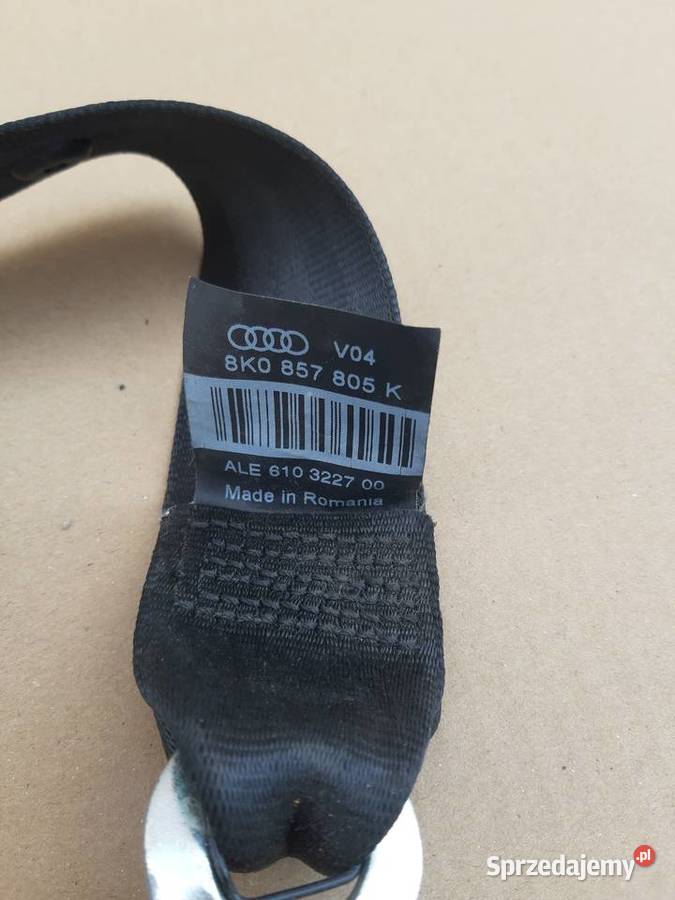 V04
8K0 857 805 K
ALE 610 3227 00
Made in Romania
Sprzedajemy.pl